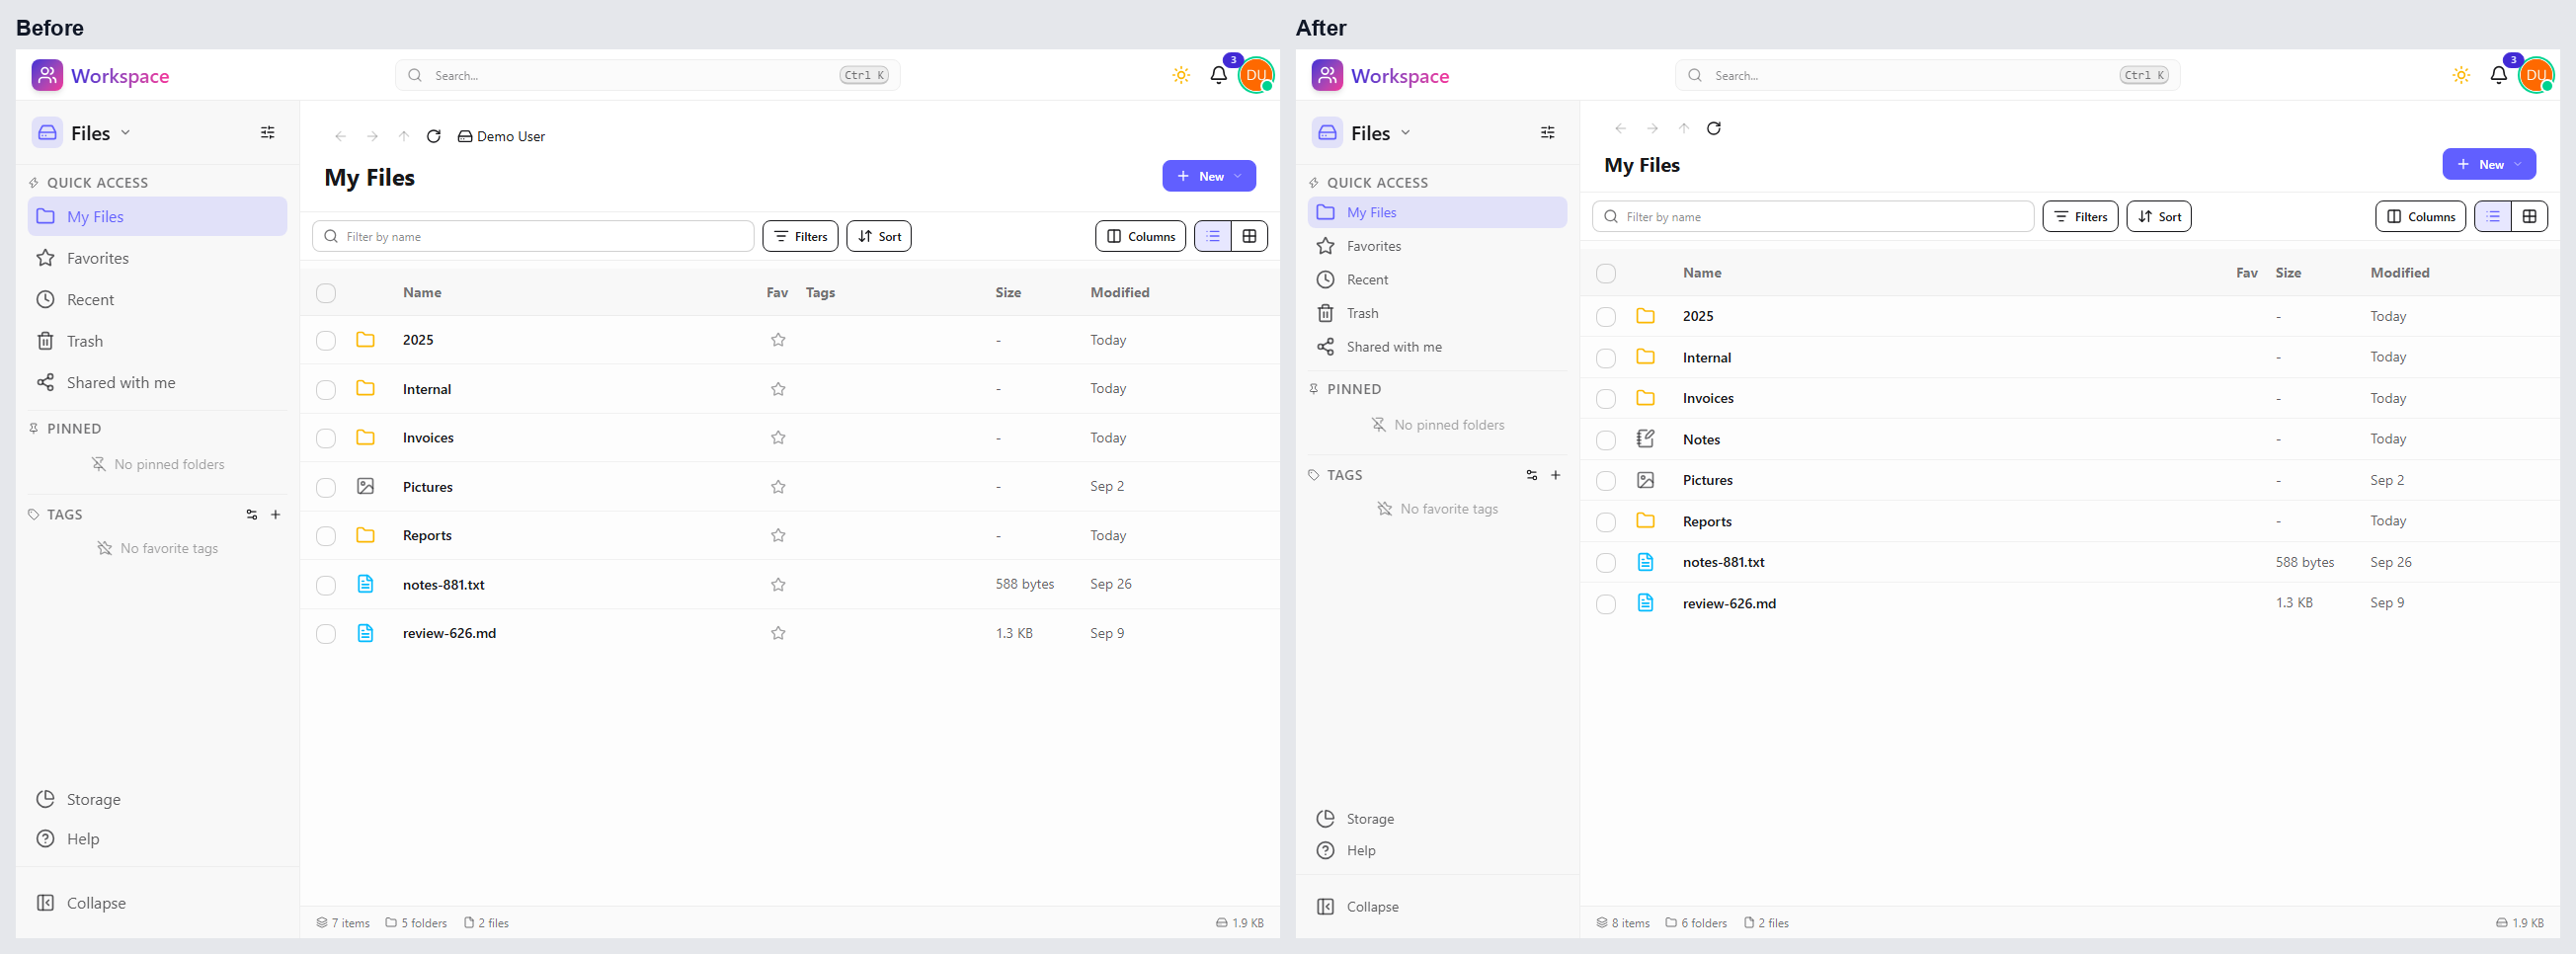 Before
Workspace
Search...
Ctrl K
3
DU
Files
Demo User
My Files
New
QUICK ACCESS
My Files
Favorites
Recent
Trash
Shared with me
PINNED
No pinned folders
TAGS
No favorite tags
Storage
Help
Collapse
Filter by name
Filters
Sort
Columns
Name Fav Tags Size Modified
2025 - Today
Internal - Today
Invoices - Today
Pictures - Sep 2
Reports - Today
notes-881.txt 588 bytes Sep 26
review-626.md 1.3 KB Sep 9
7 items 5 folders 2 files 1.9 KB
After
Workspace
Search...
Ctrl K
3
DU
Files
My Files
New
QUICK ACCESS
My Files
Favorites
Recent
Trash
Shared with me
PINNED
No pinned folders
TAGS
No favorite tags
Storage
Help
Collapse
Filter by name
Filters
Sort
Columns
Name Fav Size Modified
2025 - Today
Internal - Today
Invoices - Today
Notes - Today
Pictures - Sep 2
Reports - Today
notes-881.txt 588 bytes Sep 26
review-626.md 1.3 KB Sep 9
8 items 6 folders 2 files 1.9 KB